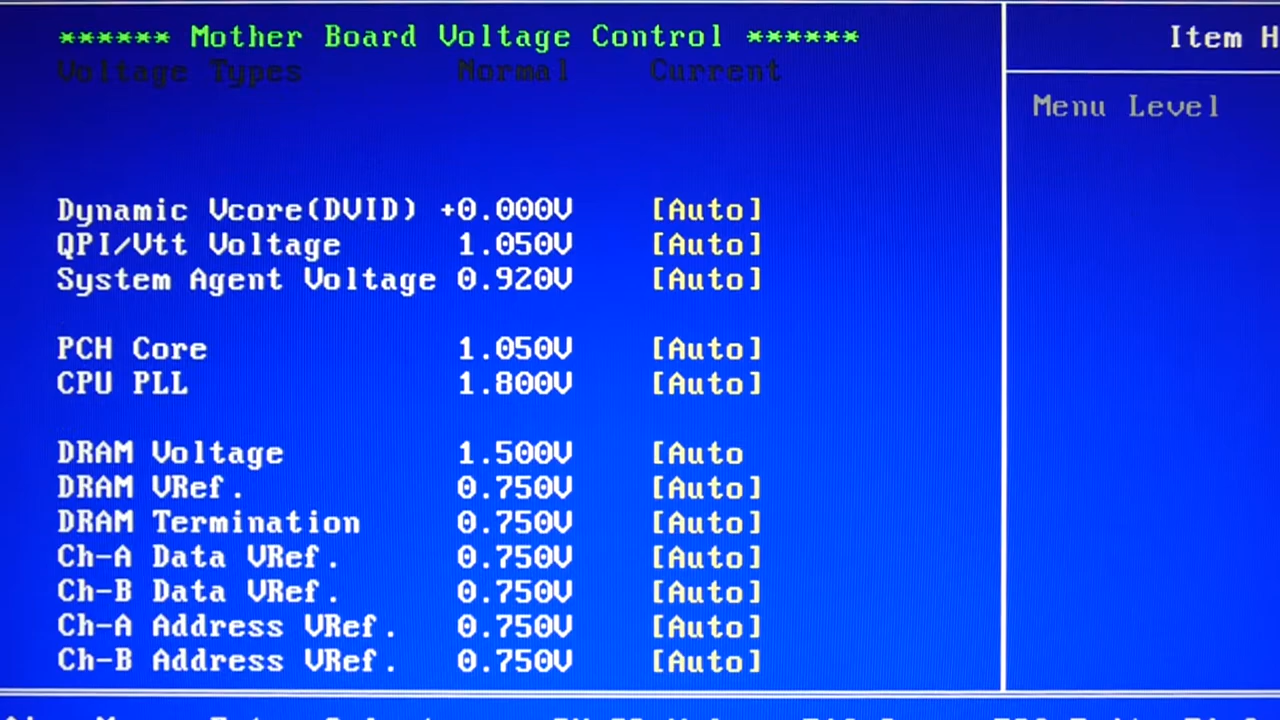 ****** Mother Board Voltage Control ******
Item H
Voltage Types Normal Current
Menu Level
Dynamic Vcore(DVID) +0.000V [Auto]
QPI/Vtt Voltage 1.050V [Auto]
System Agent Voltage 0.920V [Auto]
PCH Core 1.050V [Auto]
CPU PLL 1.800V [Auto]
DRAM Voltage 1.500V [Auto
DRAM VRef. 0.750V [Auto]
DRAM Termination 0.750V [Auto]
Ch-A Data VRef. 0.750V [Auto]
Ch-B Data VRef. 0.750V [Auto]
Ch-A Address VRef. 0.750V [Auto]
Ch-B Address VRef. 0.750V [Auto]